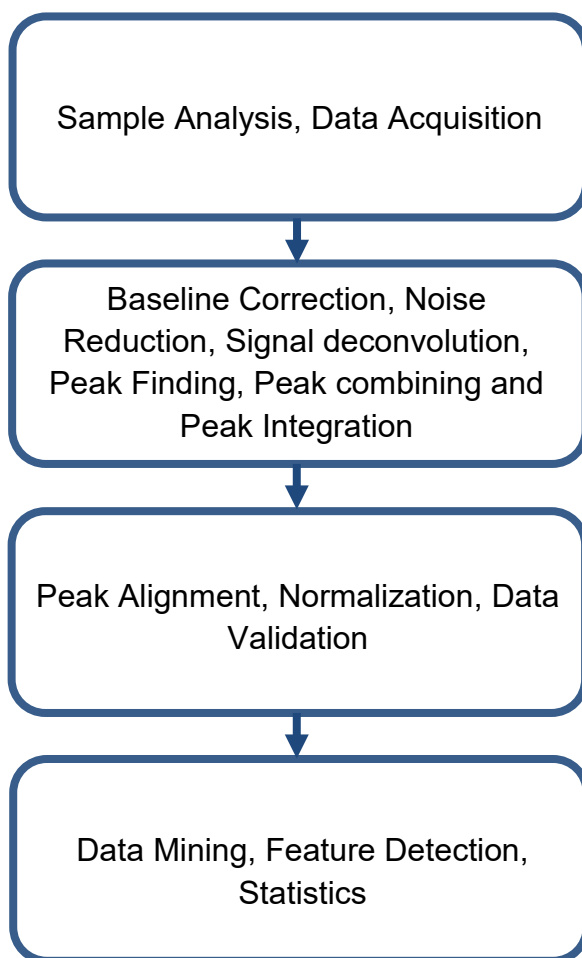 Sample Analysis, Data Acquisition
Baseline Correction, Noise
Reduction, Signal deconvolution,
Peak Finding, Peak combining and
Peak Integration
Peak Alignment, Normalization, Data
Validation
Data Mining, Feature Detection,
Statistics